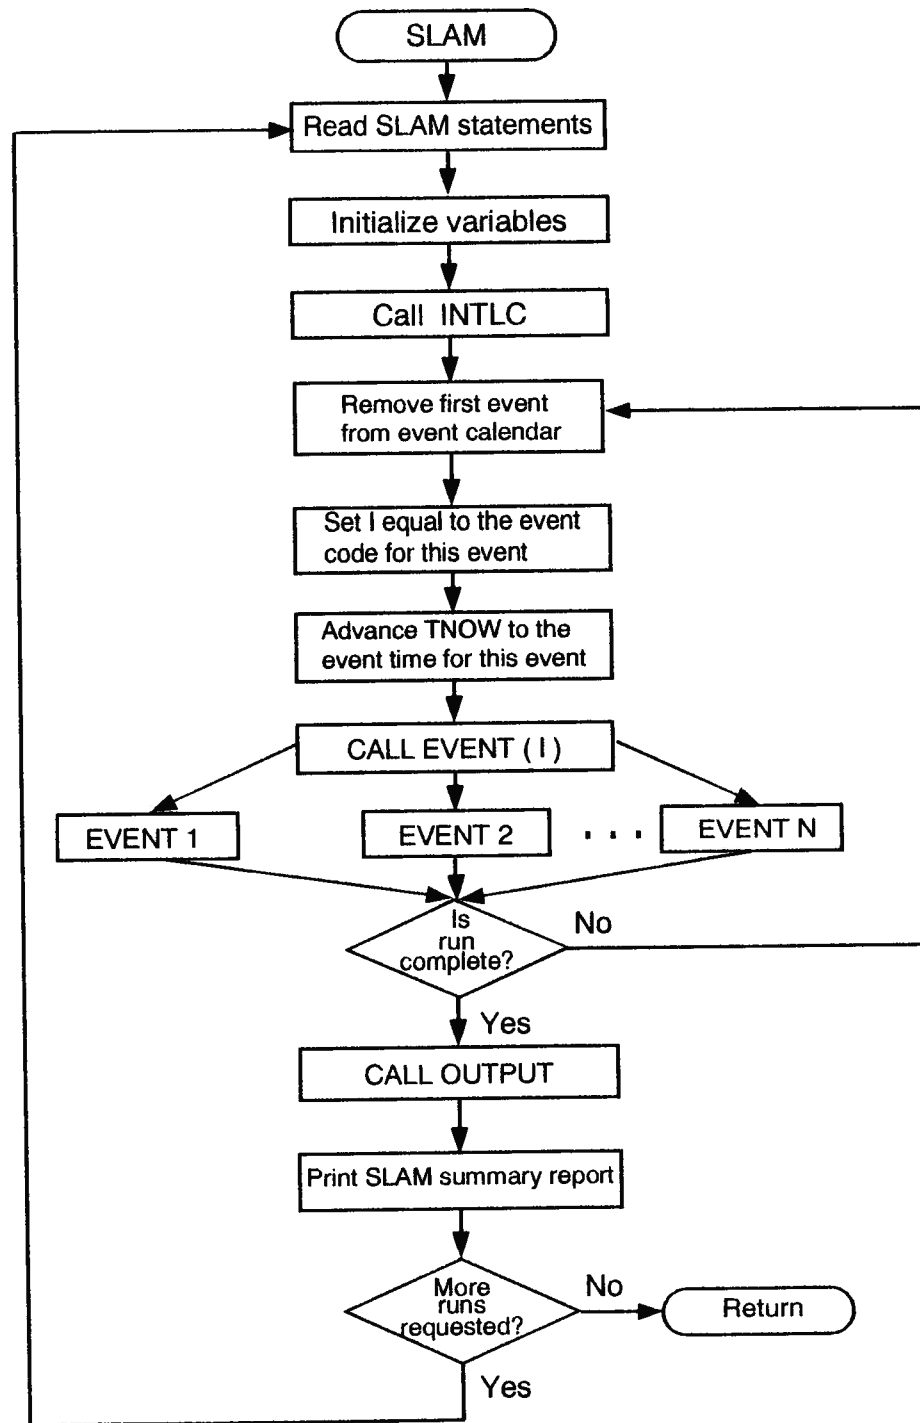 SLAM
Read SLAM statements
Initialize variables
Call INTLC
Remove first event
from event calendar
Set I equal to the event
code for this event
Advance TNOW to the
event time for this event
CALL EVENT ( I )
EVENT 1
EVENT 2
. . .
EVENT N
Is
run
complete?
No
Yes
CALL OUTPUT
Print SLAM summary report
More
runs
requested?
No
Return
Yes